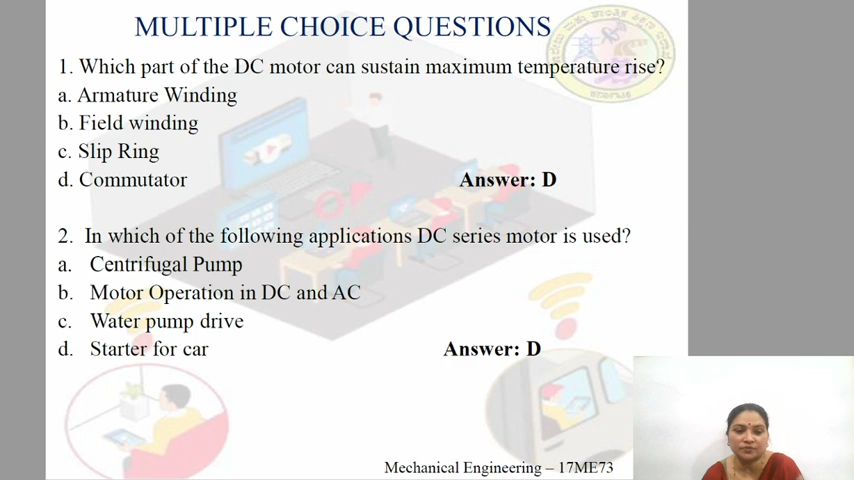 MULTIPLE CHOICE QUESTIONS
1. Which part of the DC motor can sustain maximum temperature rise?
a. Armature Winding
b. Field winding
c. Slip Ring
d. Commutator Answer: D
2. In which of the following applications DC series motor is used?
a. Centrifugal Pump
b. Motor Operation in DC and AC
c. Water pump drive
d. Starter for car Answer: D
Mechanical Engineering – 17ME73